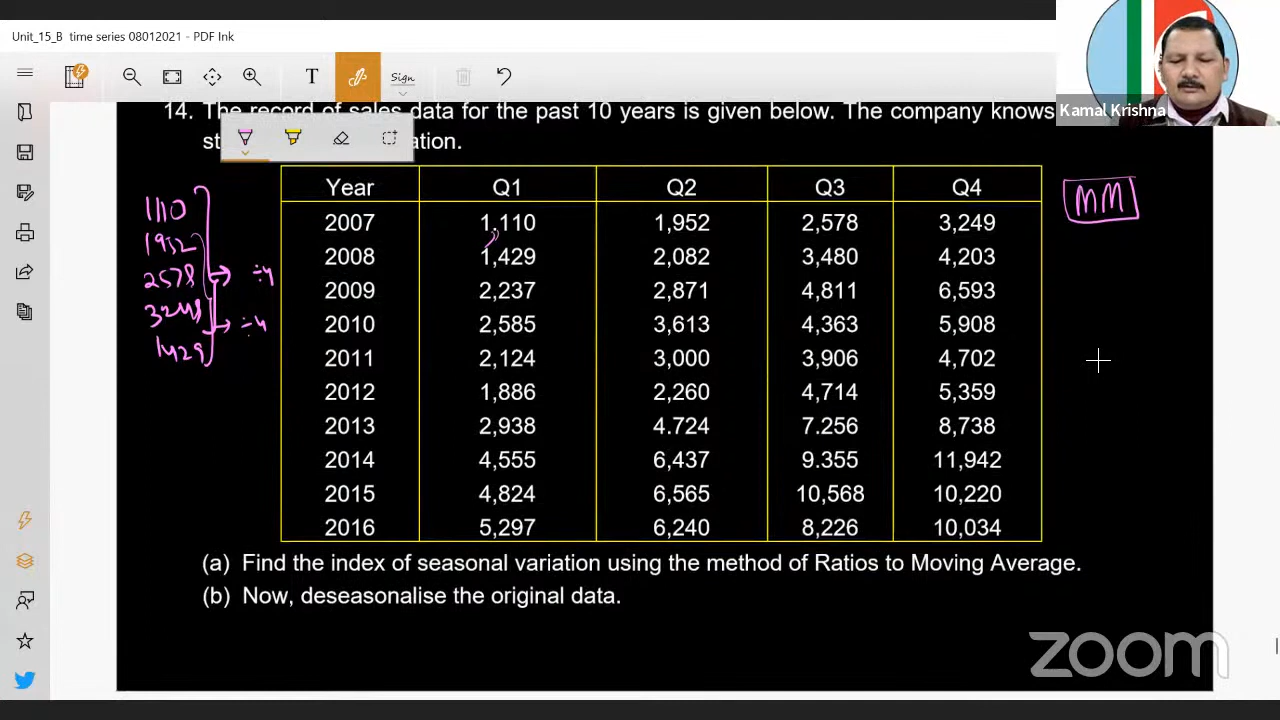 Unit_15_B time series 08012021 - PDF Ink
T
Sign
Kamal Krishna
14. The record of sales data for the past 10 years is given below. The company knows
st ation.
Year Q1 Q2 Q3 Q4
2007 1,110 1,952 2,578 3,249
2008 1,429 2,082 3,480 4,203
2009 2,237 2,871 4,811 6,593
2010 2,585 3,613 4,363 5,908
2011 2,124 3,000 3,906 4,702
2012 1,886 2,260 4,714 5,359
2013 2,938 4.724 7.256 8,738
2014 4,555 6,437 9.355 11,942
2015 4,824 6,565 10,568 10,220
2016 5,297 6,240 8,226 10,034
(a) Find the index of seasonal variation using the method of Ratios to Moving Average.
(b) Now, deseasonalise the original data.
1110
1952
2578 ÷4
3249 ÷4
1429
MM
zoom